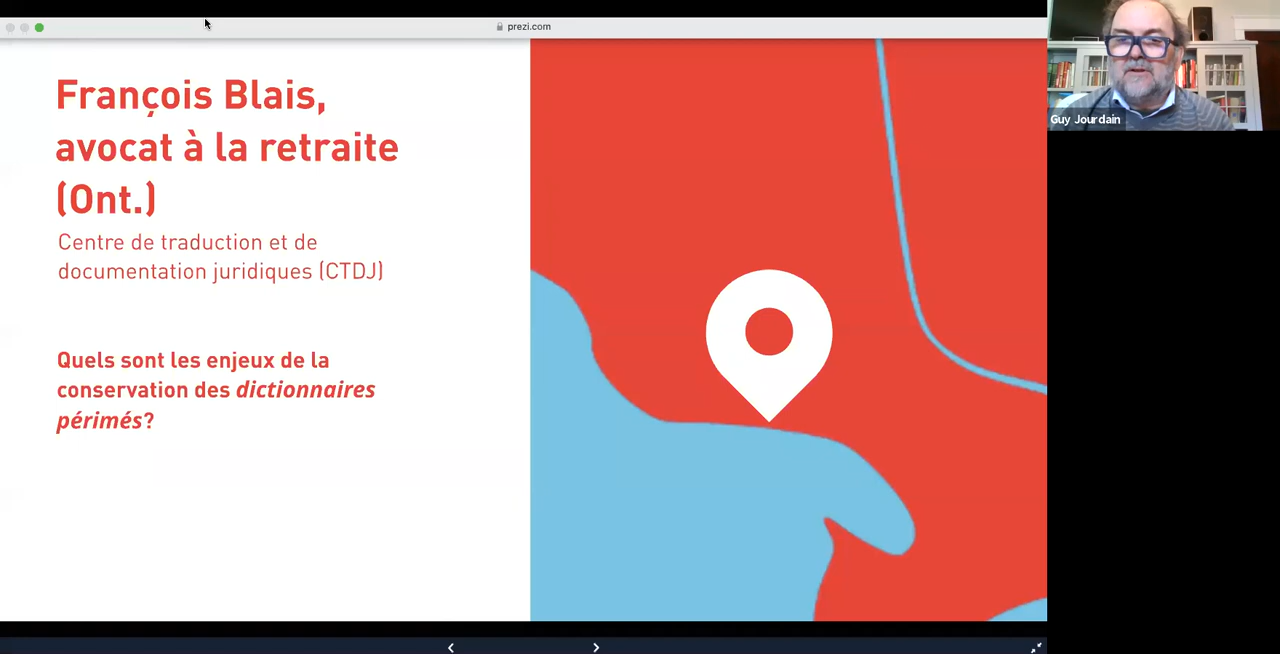 prezi.com
François Blais,
avocat à la retraite
(Ont.)
Centre de traduction et de
documentation juridiques (CTDJ)
Quels sont les enjeux de la
conservation des dictionnaires
périmés?
Guy Jourdain